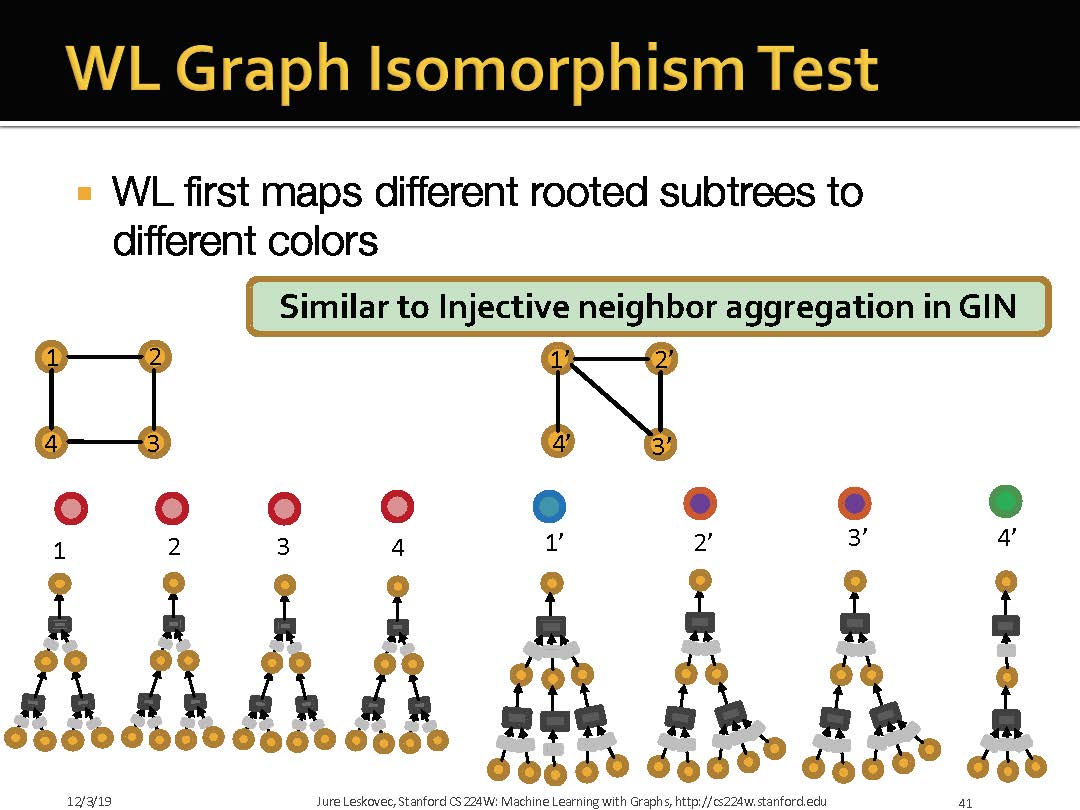 WL Graph Isomorphism Test
WL first maps different rooted subtrees to
different colors
Similar to Injective neighbor aggregation in GIN
1 2 1’ 2’
4 3 4’ 3’
1 2 3 4 1’ 2’ 3’ 4’
12/3/19 Jure Leskovec, Stanford CS224W: Machine Learning with Graphs, http://cs224w.stanford.edu 41